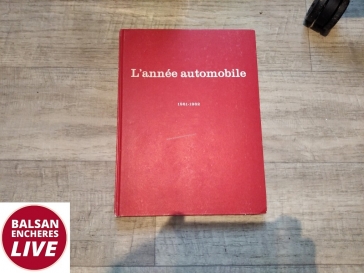 L'année automobile
BALSAN
ENCHERES
LIVE